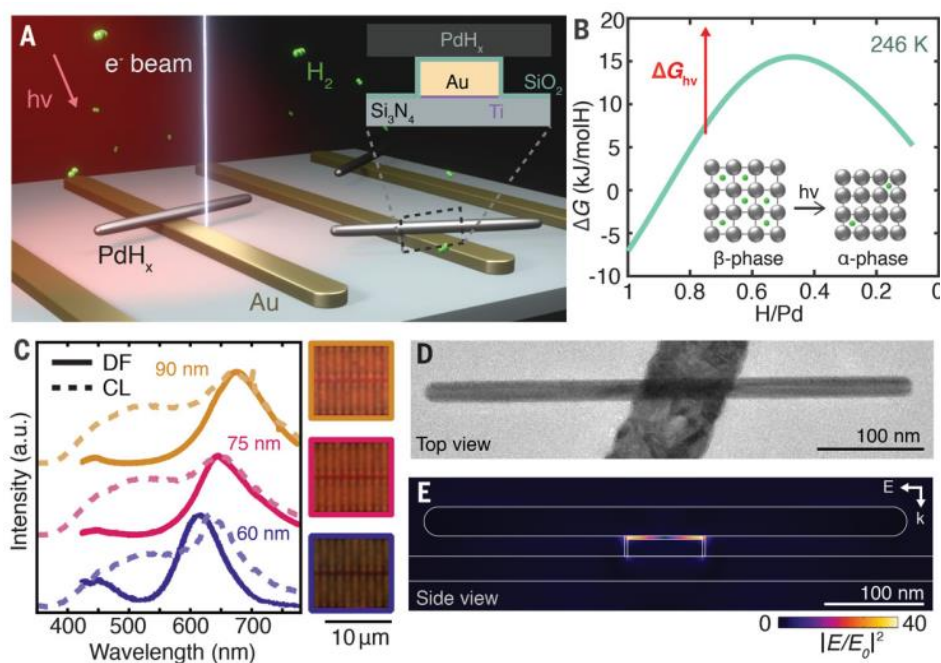 A
e⁻ beam
hν
H₂
PdHₓ
Au
SiO₂
Si₃N₄
Ti
PdHₓ
Au
B
246 K
ΔG (kJ/molH)
20
15
10
5
0
-5
-10
ΔGhν
hν
β-phase
α-phase
1
0.8
0.6
0.4
0.2
0
H/Pd
C
DF
CL
90 nm
75 nm
60 nm
Intensity (a.u.)
400
500
600
700
Wavelength (nm)
10 μm
D
Top view
100 nm
E
E
k
Side view
100 nm
0
40
|E/E₀|²